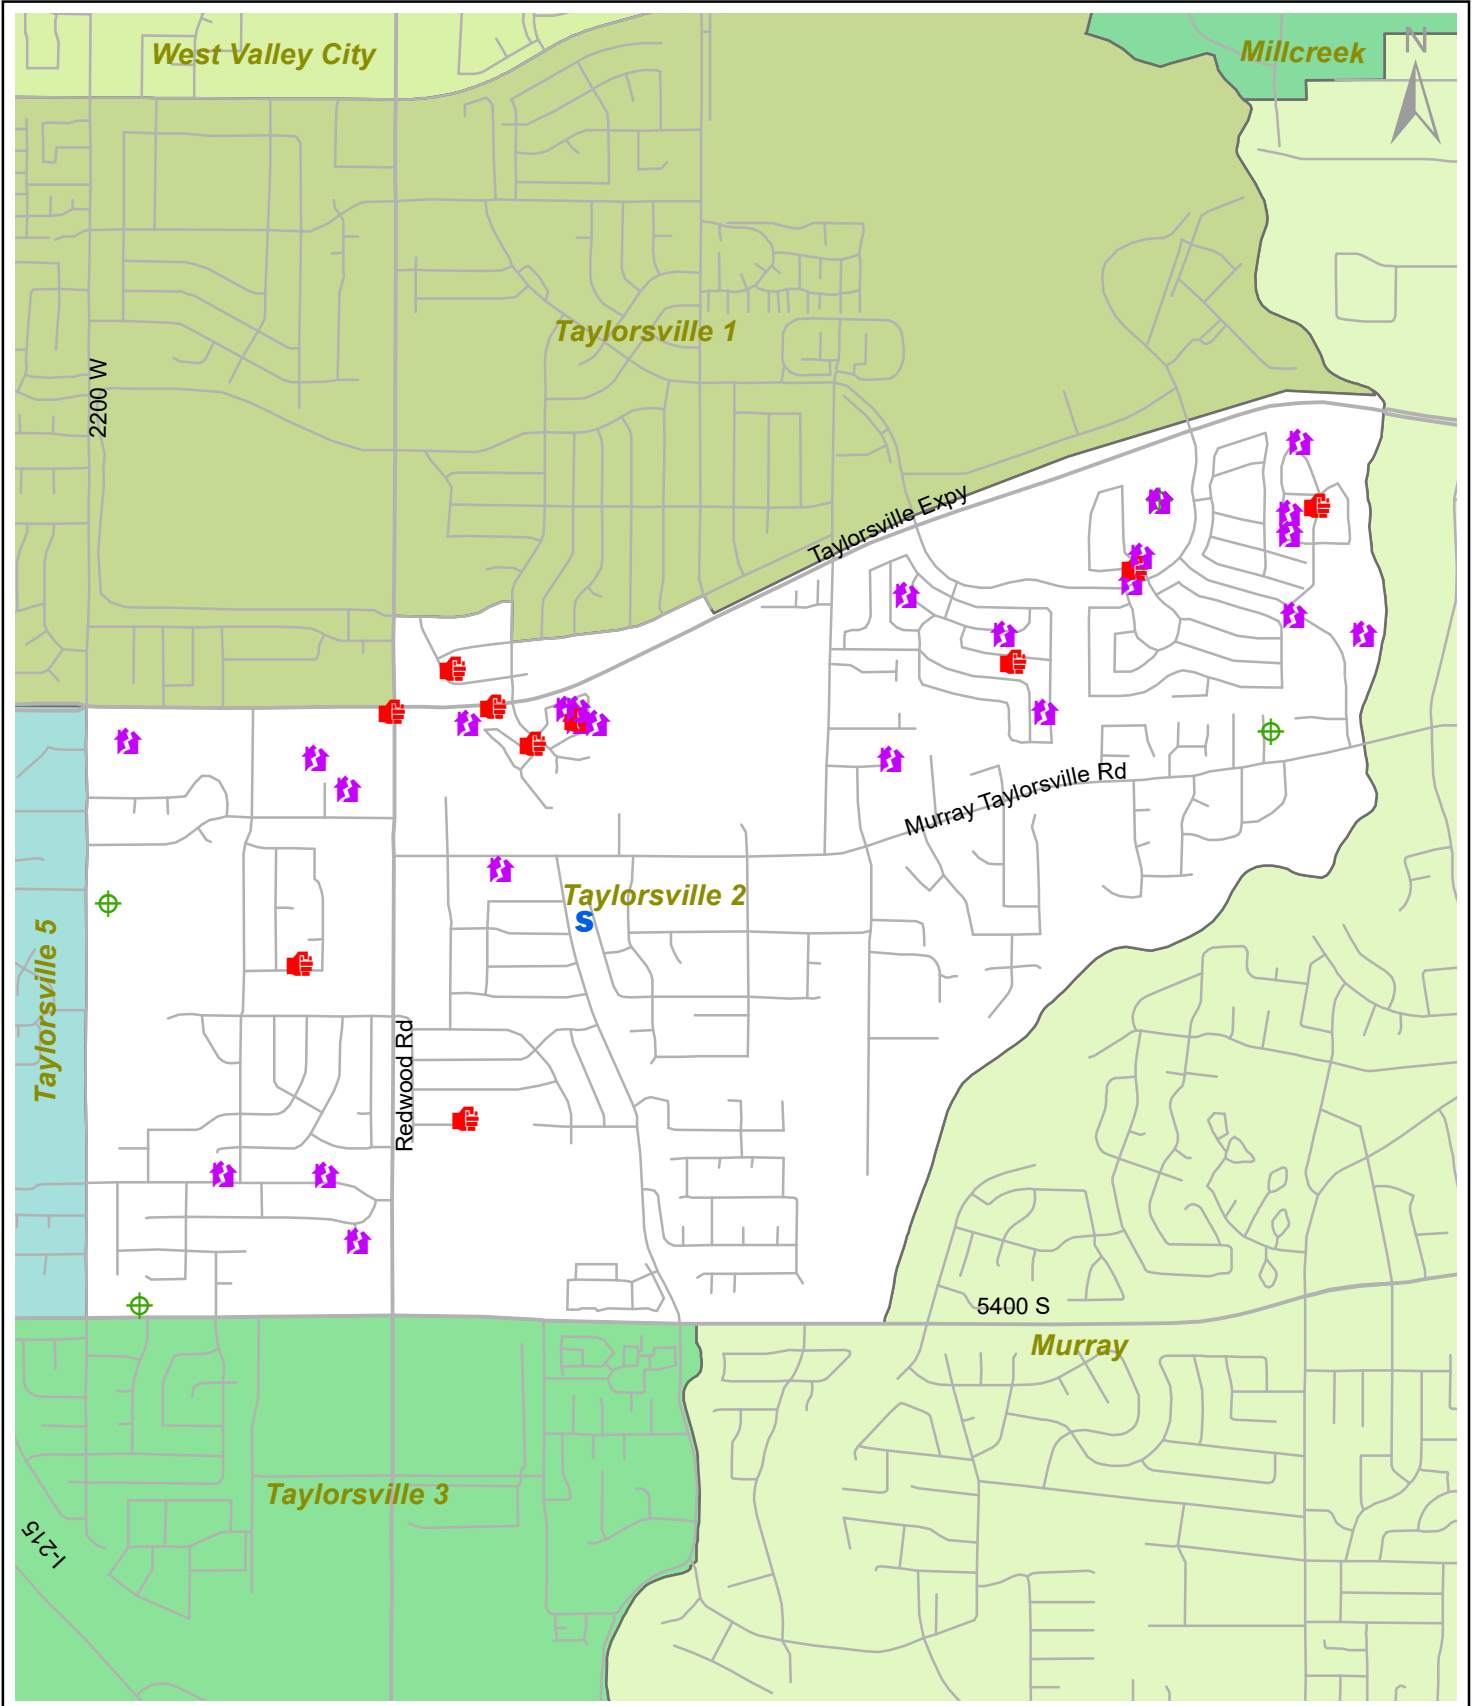 West Valley City
Millcreek
N
Taylorsville 1
2200 W
Taylorsville Expy
Murray Taylorsville Rd
Taylorsville 2
S
Taylorsville 5
Redwood Rd
5400 S
Murray
Taylorsville 3
I-215